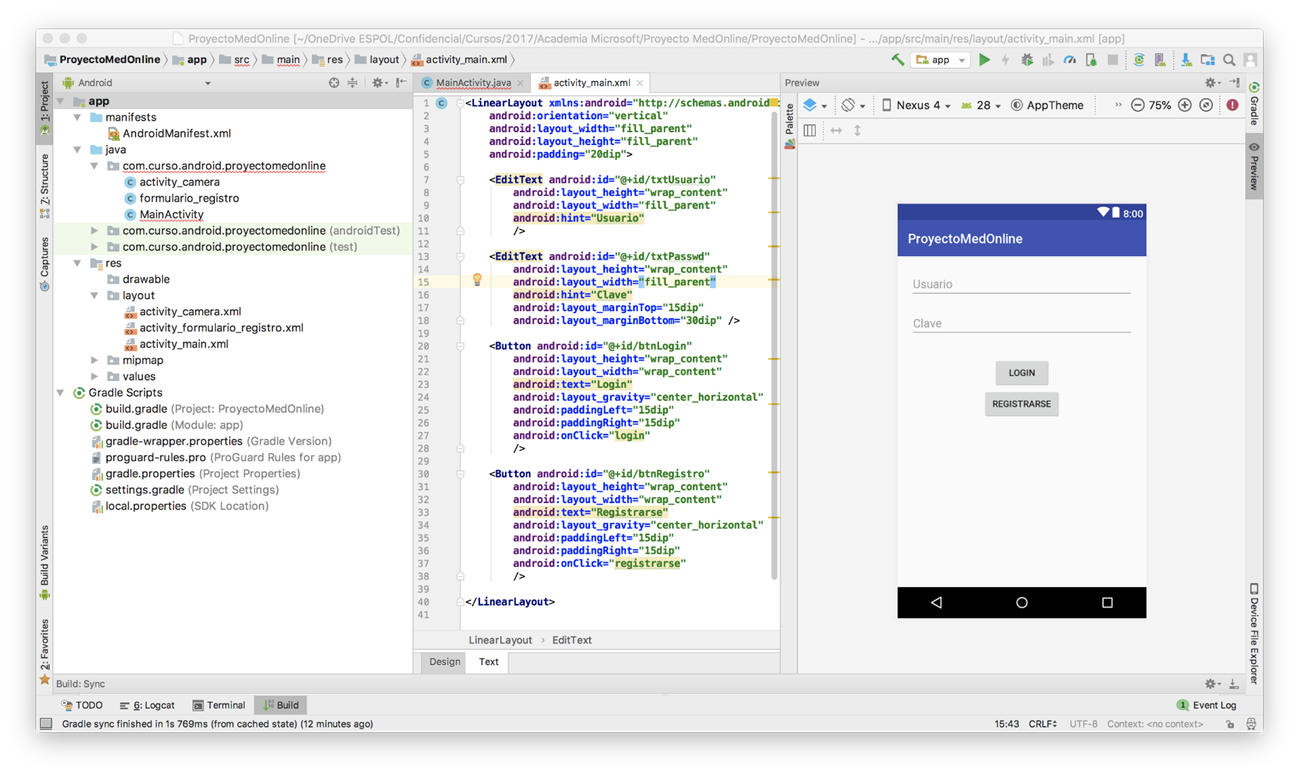 ProyectoMedOnline [~/OneDrive ESPOL/Confidencial/Cursos/2017/Academia Microsoft/Proyecto MedOnline/ProyectoMedOnline] - .../app/src/main/res/layout/activity_main.xml [app]
ProyectoMedOnline app src main res layout activity_main.xml
app
Android
MainActivity.java
activity_main.xml
Preview
1: Project
Z: Structure
Captures
Build Variants
2: Favorites
app
manifests
AndroidManifest.xml
java
com.curso.android.proyectomedonline
activity_camera
formulario_registro
MainActivity
com.curso.android.proyectomedonline (androidTest)
com.curso.android.proyectomedonline (test)
res
drawable
layout
activity_camera.xml
activity_formulario_registro.xml
activity_main.xml
mipmap
values
Gradle Scripts
build.gradle (Project: ProyectoMedOnline)
build.gradle (Module: app)
gradle-wrapper.properties (Gradle Version)
proguard-rules.pro (ProGuard Rules for app)
gradle.properties (Project Properties)
settings.gradle (Project Settings)
local.properties (SDK Location)
1 <LinearLayout xmlns:android="http://schemas.android
2 android:orientation="vertical"
3 android:layout_width="fill_parent"
4 android:layout_height="fill_parent"
5 android:padding="20dip">
6
7 <EditText android:id="@+id/txtUsuario"
8 android:layout_height="wrap_content"
9 android:layout_width="fill_parent"
10 android:hint="Usuario"
11 />
12
13 <EditText android:id="@+id/txtPasswd"
14 android:layout_height="wrap_content"
15 android:layout_width="fill_parent"
16 android:hint="Clave"
17 android:layout_marginTop="15dip"
18 android:layout_marginBottom="30dip" />
19
20 <Button android:id="@+id/btnLogin"
21 android:layout_height="wrap_content"
22 android:layout_width="wrap_content"
23 android:text="Login"
24 android:layout_gravity="center_horizontal"
25 android:paddingLeft="15dip"
26 android:paddingRight="15dip"
27 android:onClick="login"
28 />
29
30 <Button android:id="@+id/btnRegistro"
31 android:layout_height="wrap_content"
32 android:layout_width="wrap_content"
33 android:text="Registrarse"
34 android:layout_gravity="center_horizontal"
35 android:paddingLeft="15dip"
36 android:paddingRight="15dip"
37 android:onClick="registrarse"
38 />
39
40 </LinearLayout>
41
LinearLayout › EditText
Design Text
Palette
Nexus 4 28 AppTheme » 75%
8:00
ProyectoMedOnline
Usuario
Clave
LOGIN
REGISTRARSE
Gradle
Preview
Device File Explorer
Build: Sync
TODO 6: Logcat Terminal Build 1 Event Log
Gradle sync finished in 1s 769ms (from cached state) (12 minutes ago) 15:43 CRLF UTF-8 Context: <no context>